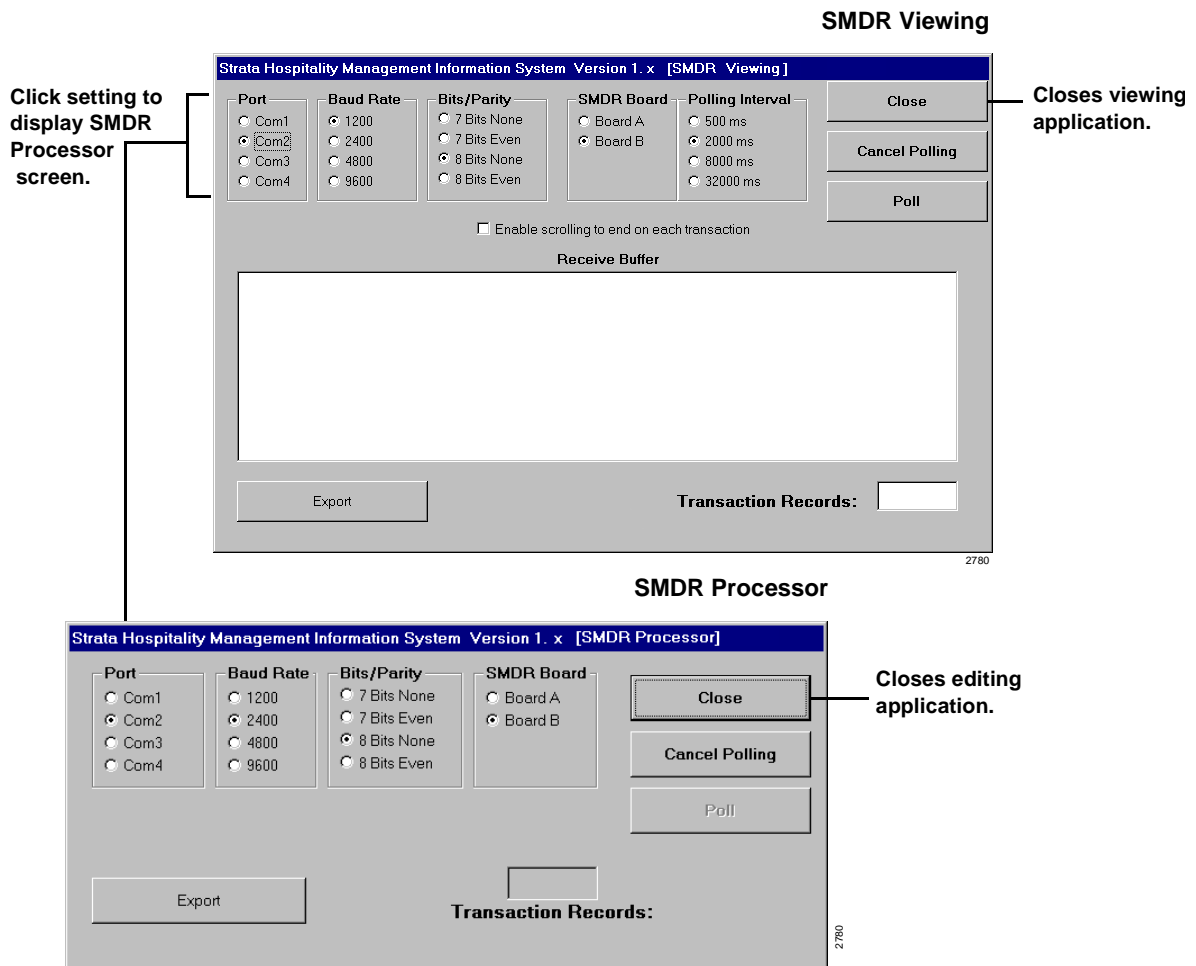 SMDR Viewing
Strata Hospitality Management Information System Version 1. x [SMDR Viewing]
Click setting to
display SMDR
Processor
screen.
Port
Com1
Com2
Com3
Com4
Baud Rate
1200
2400
4800
9600
Bits/Parity
7 Bits None
7 Bits Even
8 Bits None
8 Bits Even
SMDR Board
Board A
Board B
Polling Interval
500 ms
2000 ms
8000 ms
32000 ms
Close
Cancel Polling
Poll
Closes viewing
application.
Enable scrolling to end on each transaction
Receive Buffer
Export
Transaction Records:
2780
SMDR Processor
Strata Hospitality Management Information System Version 1. x [SMDR Processor]
Port
Com1
Com2
Com3
Com4
Baud Rate
1200
2400
4800
9600
Bits/Parity
7 Bits None
7 Bits Even
8 Bits None
8 Bits Even
SMDR Board
Board A
Board B
Close
Cancel Polling
Poll
Closes editing
application.
Export
Transaction Records:
2780